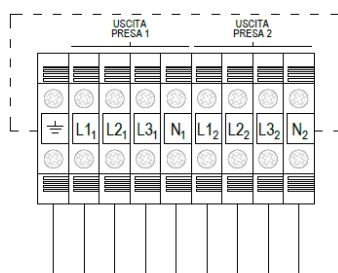 USCITA
PRESA 1
USCITA
PRESA 2
L1₁ L2₁ L3₁ N₁ L1₂ L2₂ L3₂ N₂